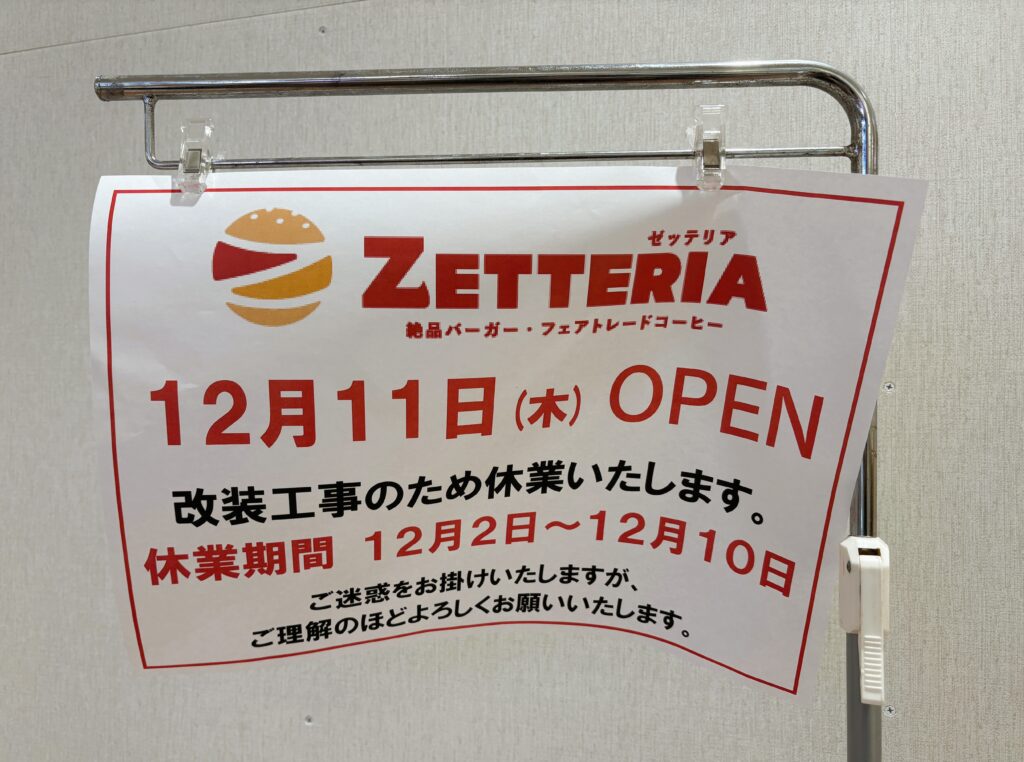 ゼッテリア
ZETTERIA
絶品バーガー・フェアトレードコーヒー
12月11日(木) OPEN
改装工事のため休業いたします。
休業期間 12月2日～12月10日
ご迷惑をお掛けいたしますが、
ご理解のほどよろしくお願いいたします。